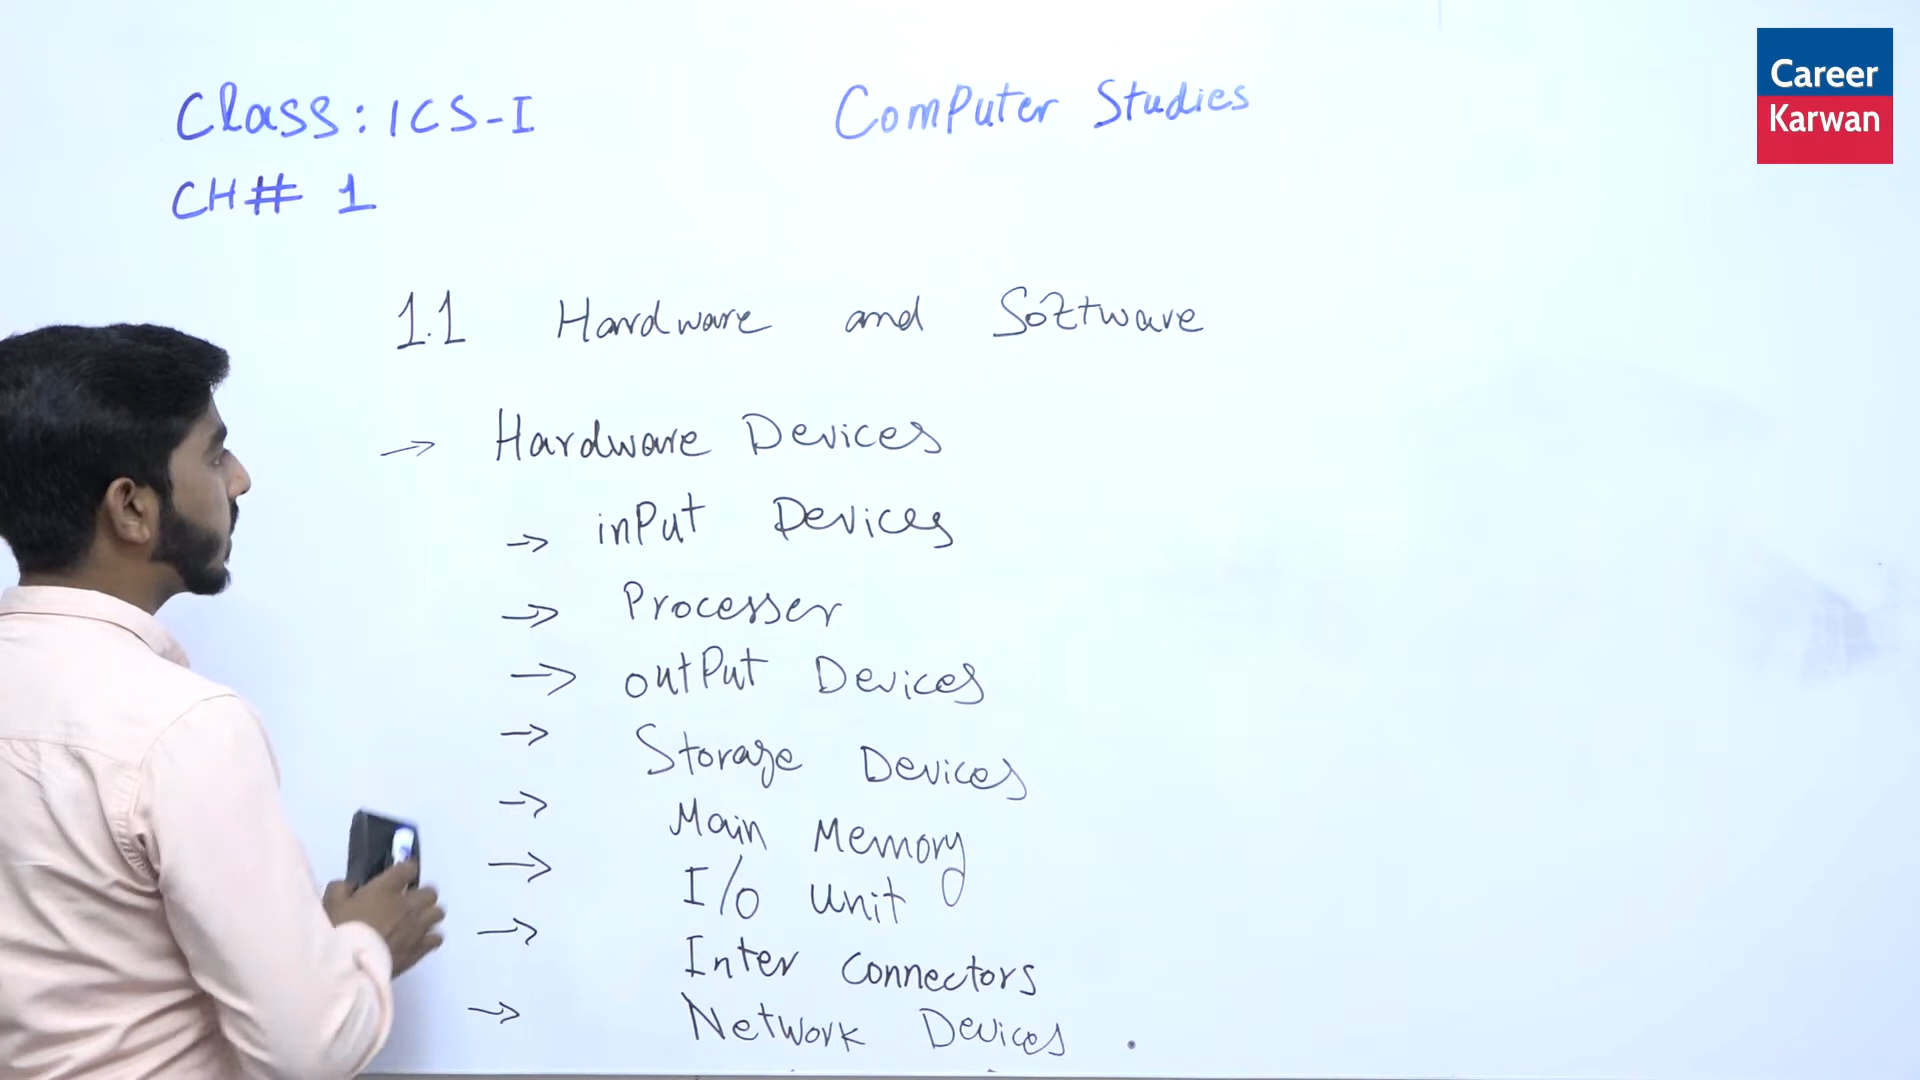 Class: ICS-I
Computer Studies
Career
Karwan
CH# 1
1.1 Hardware and Software
→ Hardware Devices
→ inPut Devices
→ Processer
→ outPut Devices
→ Storage Devices
→ Main Memory
→ I/O Unit
→ Inter Connectors
→ Network Devices .